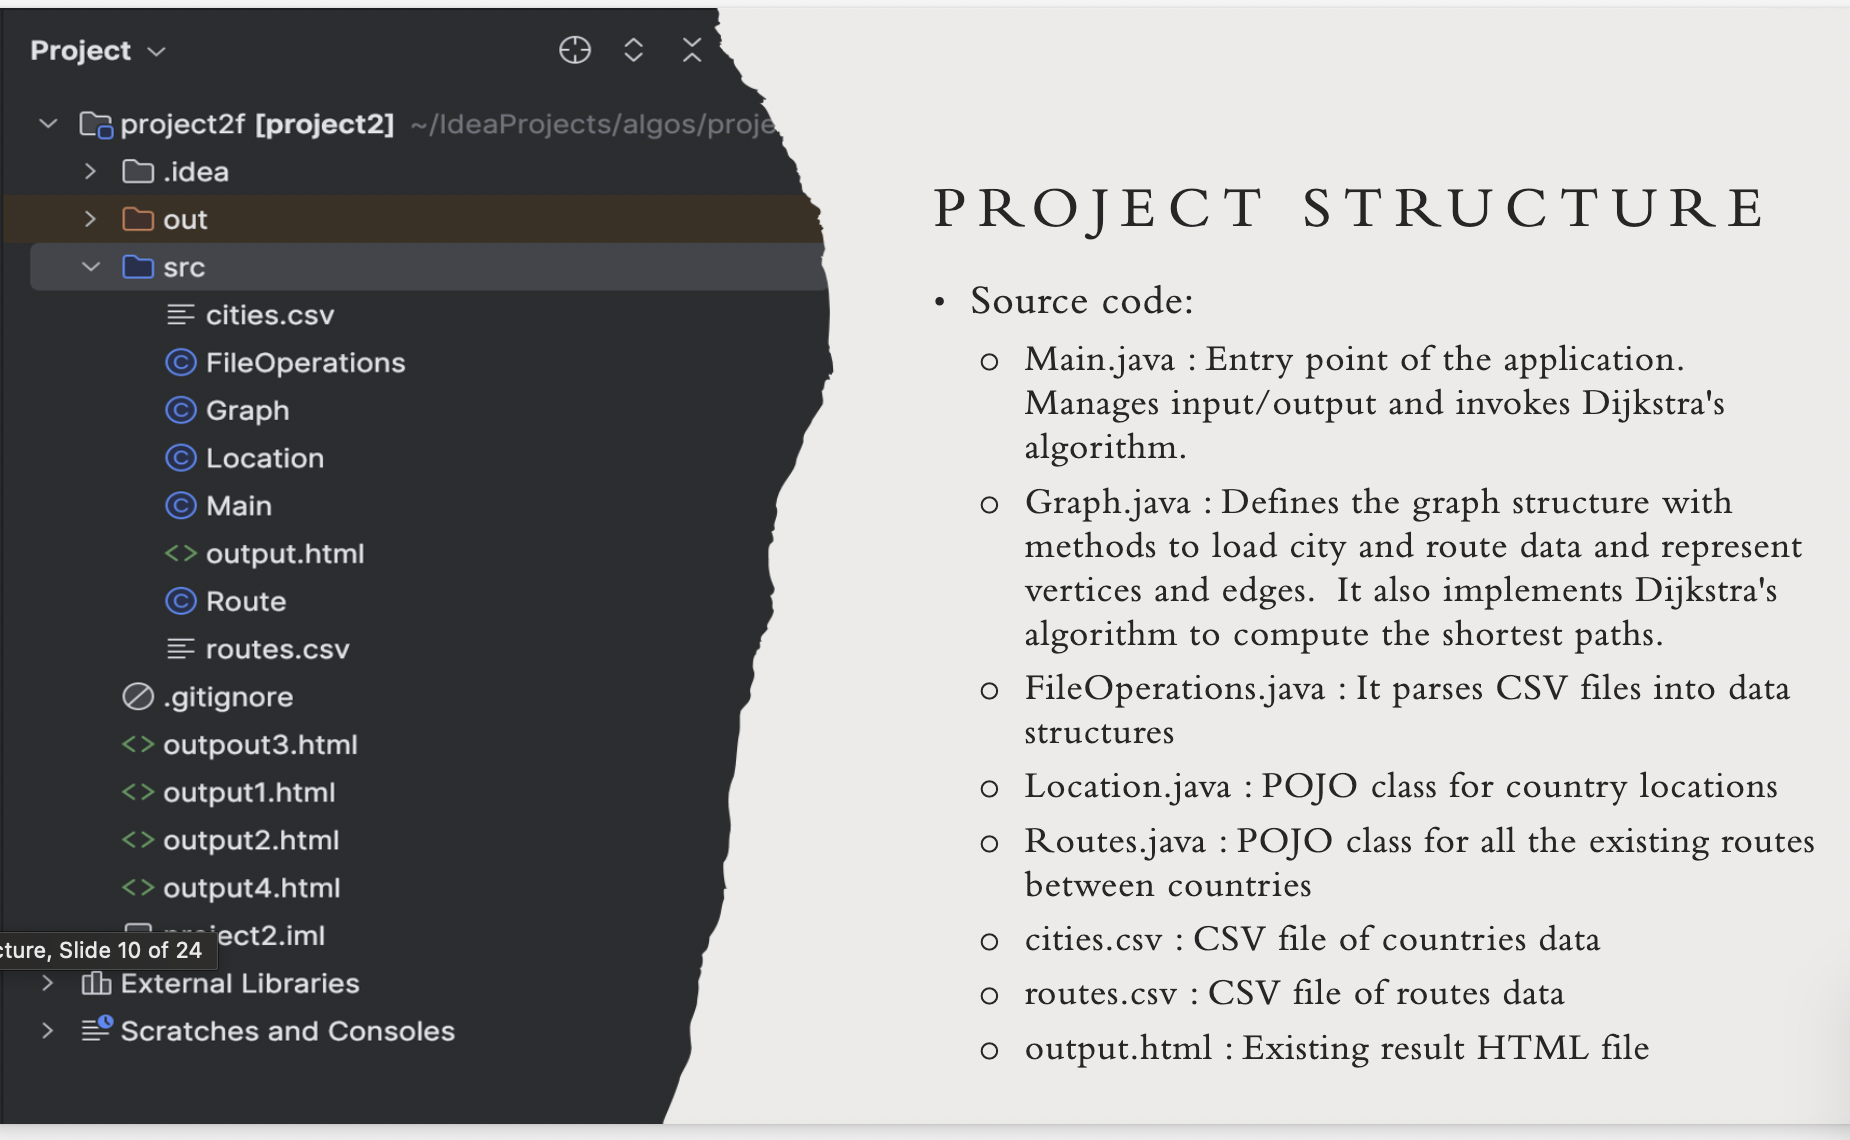 Project
project2f [project2] ~/IdeaProjects/algos/proje
.idea
out
src
cities.csv
FileOperations
Graph
Location
Main
output.html
Route
routes.csv
.gitignore
outpout3.html
output1.html
output2.html
output4.html
project2.iml
cture, Slide 10 of 24
External Libraries
Scratches and Consoles
PROJECT STRUCTURE
• Source code:
o Main.java : Entry point of the application.
Manages input/output and invokes Dijkstra's
algorithm.
o Graph.java : Defines the graph structure with
methods to load city and route data and represent
vertices and edges. It also implements Dijkstra's
algorithm to compute the shortest paths.
o FileOperations.java : It parses CSV files into data
structures
o Location.java : POJO class for country locations
o Routes.java : POJO class for all the existing routes
between countries
o cities.csv : CSV file of countries data
o routes.csv : CSV file of routes data
o output.html : Existing result HTML file